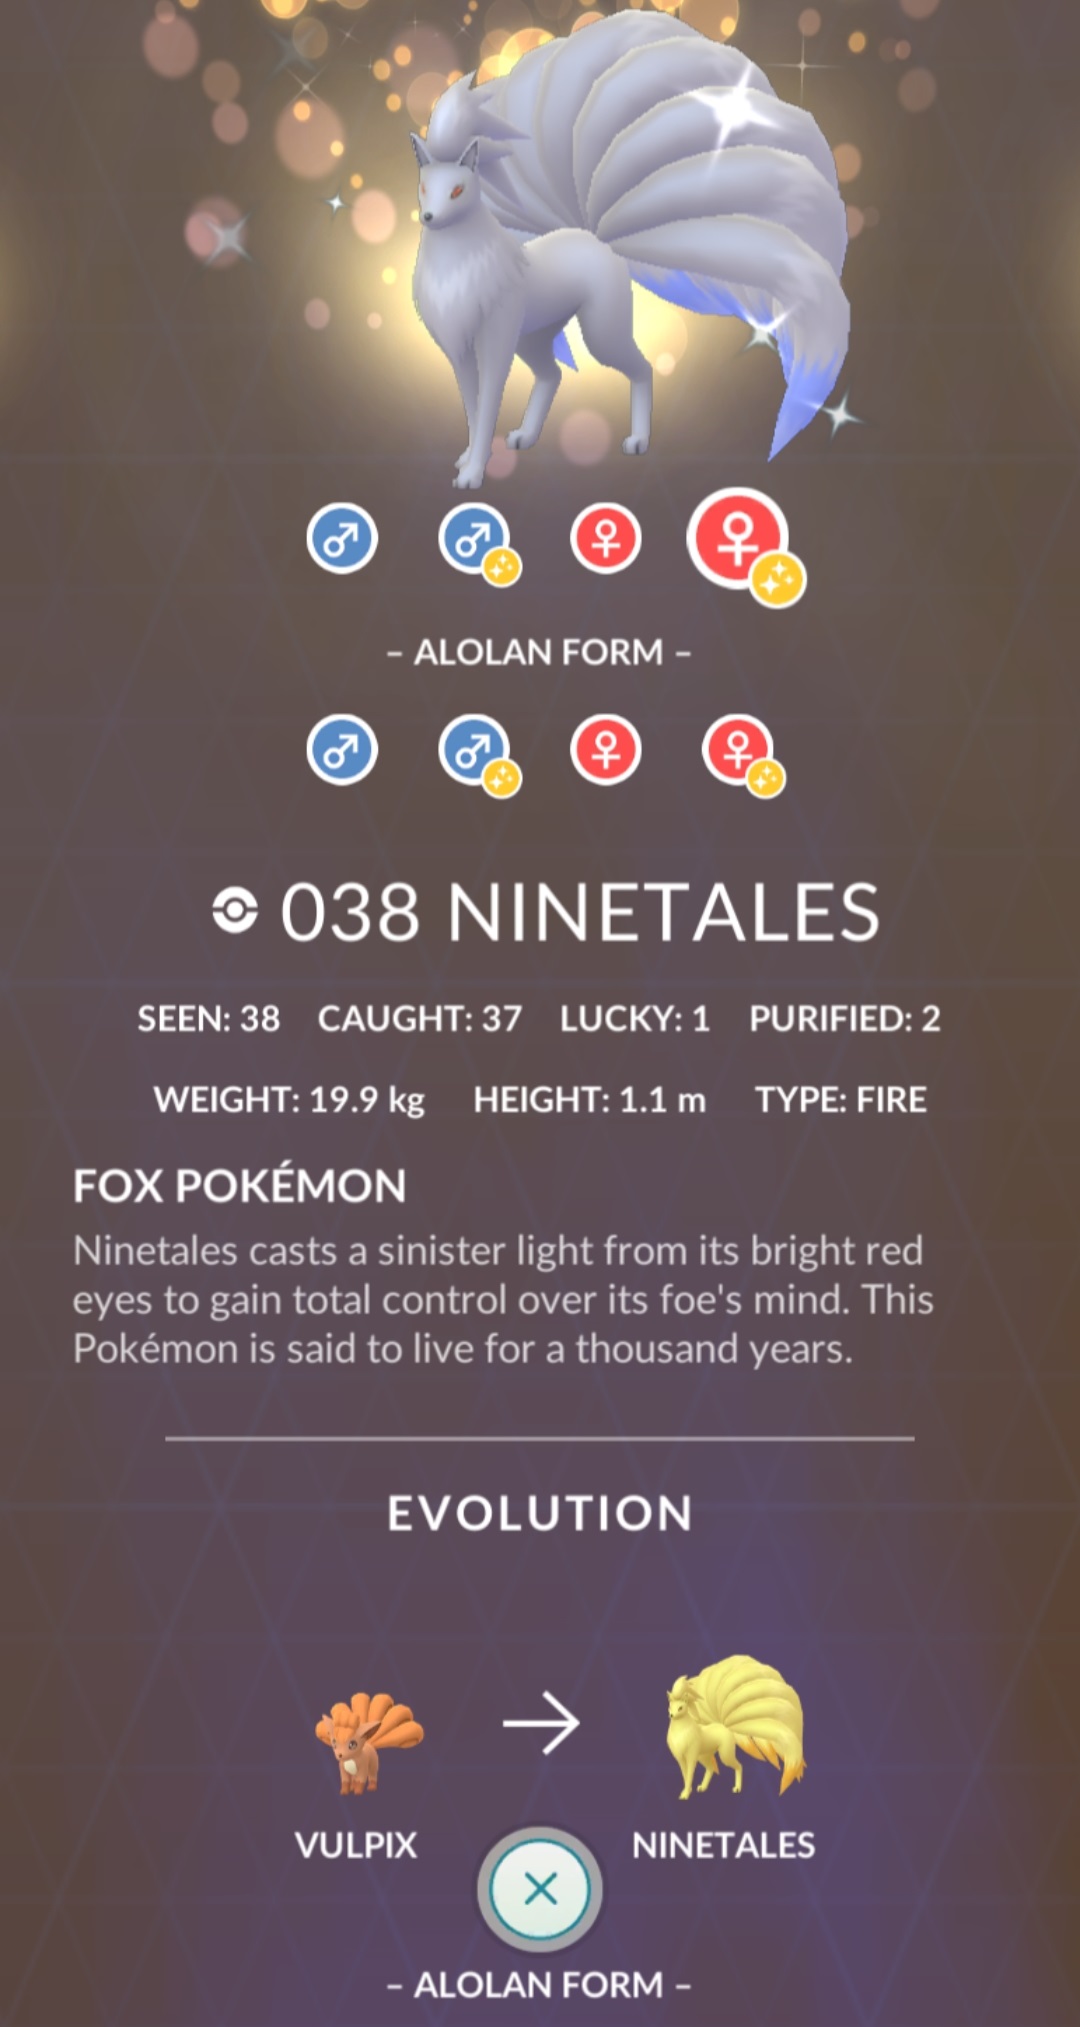 – ALOLAN FORM –
038 NINETALES
SEEN: 38 CAUGHT: 37 LUCKY: 1 PURIFIED: 2
WEIGHT: 19.9 kg HEIGHT: 1.1 m TYPE: FIRE
FOX POKÉMON
Ninetales casts a sinister light from its bright red
eyes to gain total control over its foe's mind. This
Pokémon is said to live for a thousand years.
EVOLUTION
VULPIX NINETALES
– ALOLAN FORM –